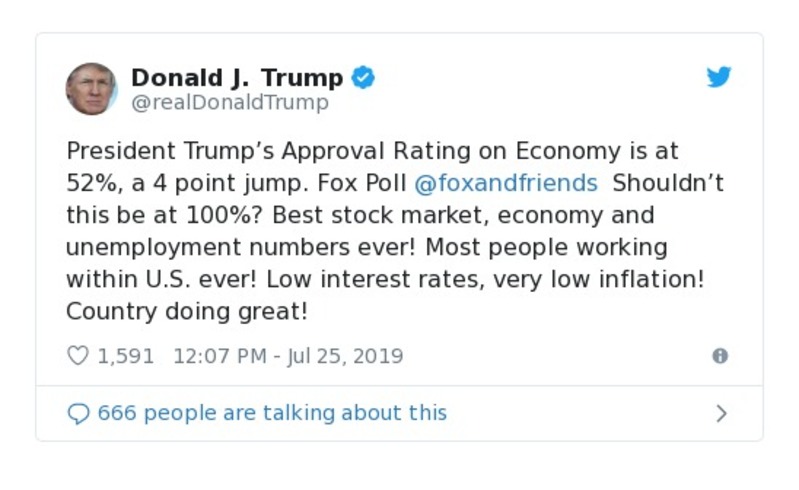 Donald J. Trump
@realDonaldTrump
President Trump’s Approval Rating on Economy is at
52%, a 4 point jump. Fox Poll @foxandfriends  Shouldn’t
this be at 100%? Best stock market, economy and
unemployment numbers ever! Most people working
within U.S. ever! Low interest rates, very low inflation!
Country doing great!
1,591 12:07 PM - Jul 25, 2019
666 people are talking about this